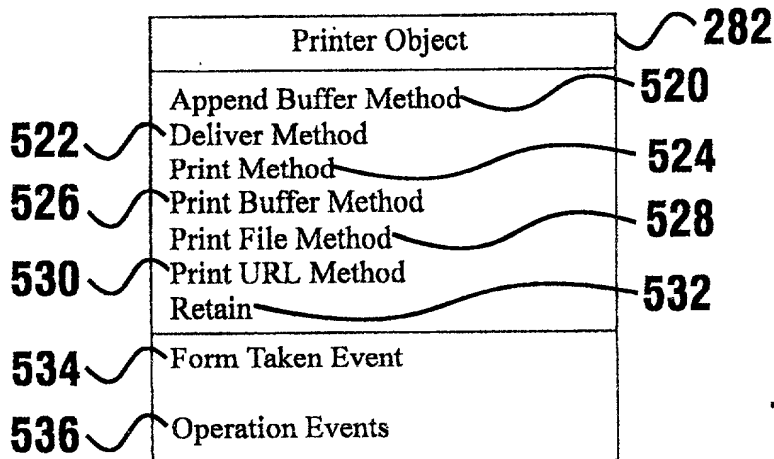 Printer Object 282
Append Buffer Method 520
522 Deliver Method
Print Method 524
526 Print Buffer Method
Print File Method 528
530 Print URL Method
Retain 532
534 Form Taken Event
536 Operation Events